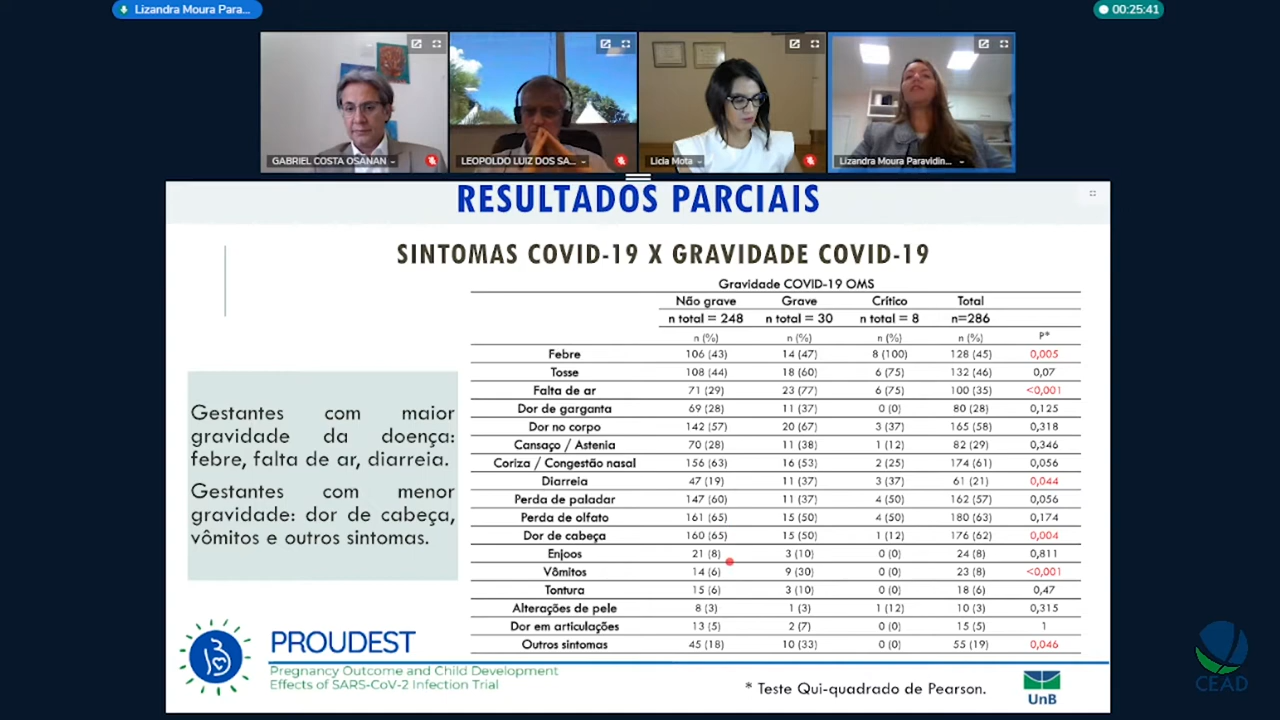 Lizandra Moura Para...
00:25:41
GABRIEL COSTA OSANAN
LEOPOLDO LUIZ DOS SA...
Licia Mota
Lizandra Moura Paravidin...
RESULTADOS PARCIAIS
SINTOMAS COVID-19 X GRAVIDADE COVID-19
Gravidade COVID-19 OMS
Não grave Grave Crítico Total
n total = 248 n total = 30 n total = 8 n=286
n (%) n (%) n (%) n (%) P*
Febre 106 (43) 14 (47) 8 (100) 128 (45) 0,005
Tosse 108 (44) 18 (60) 6 (75) 132 (46) 0,07
Falta de ar 71 (29) 23 (77) 6 (75) 100 (35) <0,001
Dor de garganta 69 (28) 11 (37) 0 (0) 80 (28) 0,125
Dor no corpo 142 (57) 20 (67) 3 (37) 165 (58) 0,318
Cansaço / Astenia 70 (28) 11 (38) 1 (12) 82 (29) 0,346
Coriza / Congestão nasal 156 (63) 16 (53) 2 (25) 174 (61) 0,056
Diarreia 47 (19) 11 (37) 3 (37) 61 (21) 0,044
Perda de paladar 147 (60) 11 (37) 4 (50) 162 (57) 0,056
Perda de olfato 161 (65) 15 (50) 4 (50) 180 (63) 0,174
Dor de cabeça 160 (65) 15 (50) 1 (12) 176 (62) 0,004
Enjoos 21 (8) 3 (10) 0 (0) 24 (8) 0,811
Vômitos 14 (6) 9 (30) 0 (0) 23 (8) <0,001
Tontura 15 (6) 3 (10) 0 (0) 18 (6) 0,47
Alterações de pele 8 (3) 1 (3) 1 (12) 10 (3) 0,315
Dor em articulações 13 (5) 2 (7) 0 (0) 15 (5) 1
Outros sintomas 45 (18) 10 (33) 0 (0) 55 (19) 0,046
Gestantes com maior
gravidade da doença:
febre, falta de ar, diarreia.
Gestantes com menor
gravidade: dor de cabeça,
vômitos e outros sintomas.
PROUDEST
Pregnancy Outcome and Child Development
Effects of SARS-CoV-2 Infection Trial
* Teste Qui-quadrado de Pearson.
UnB
CEAD